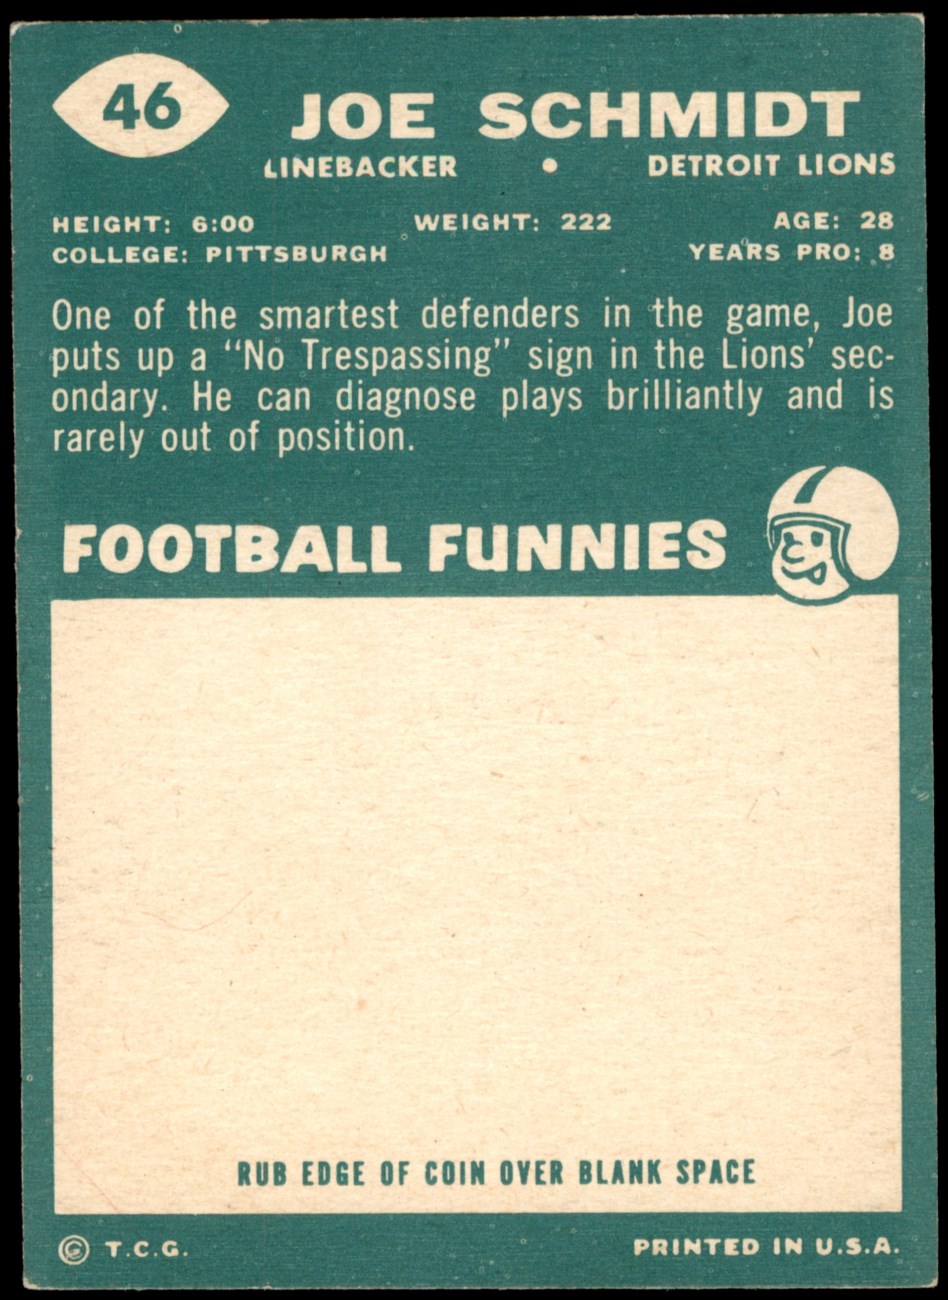 46
JOE SCHMIDT
LINEBACKER • DETROIT LIONS
HEIGHT: 6:00 WEIGHT: 222 AGE: 28
COLLEGE: PITTSBURGH YEARS PRO: 8
One of the smartest defenders in the game, Joe
puts up a “No Trespassing” sign in the Lions’ sec-
ondary. He can diagnose plays brilliantly and is
rarely out of position.
FOOTBALL FUNNIES
RUB EDGE OF COIN OVER BLANK SPACE
© T.C.G. PRINTED IN U.S.A.